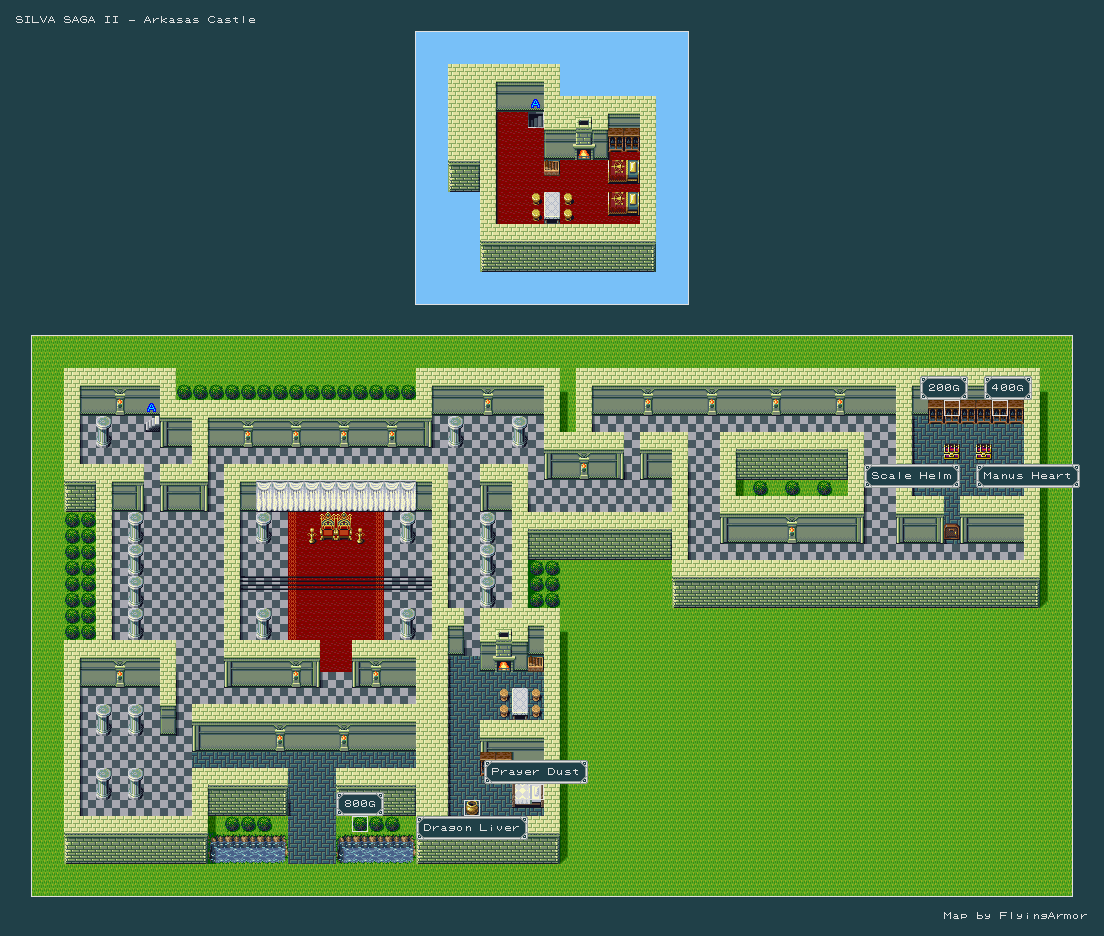 SILVA SAGA II - Arkasas Castle
A
A
200G
400G
Scale Helm
Manus Heart
Prayer Dust
800G
Dragon Liver
Map by FlyingArmor